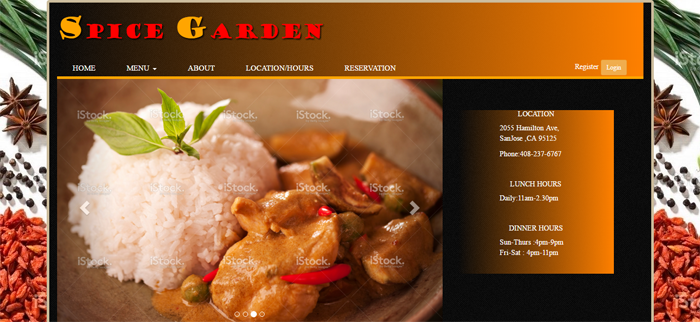 SPICE GARDEN
HOME MENU ABOUT LOCATION/HOURS RESERVATION Register Login
LOCATION
2055 Hamilton Ave,
SanJose ,CA 95125
Phone:408-237-6767
LUNCH HOURS
Daily:11am-2.30pm
DINNER HOURS
Sun-Thurs :4pm-9pm
Fri-Sat : 4pm-11pm
iStock. iStock. iStock. iStock.
iStock. iStock. iStock. iStock.
iStock. iStock. iStock. iStock.